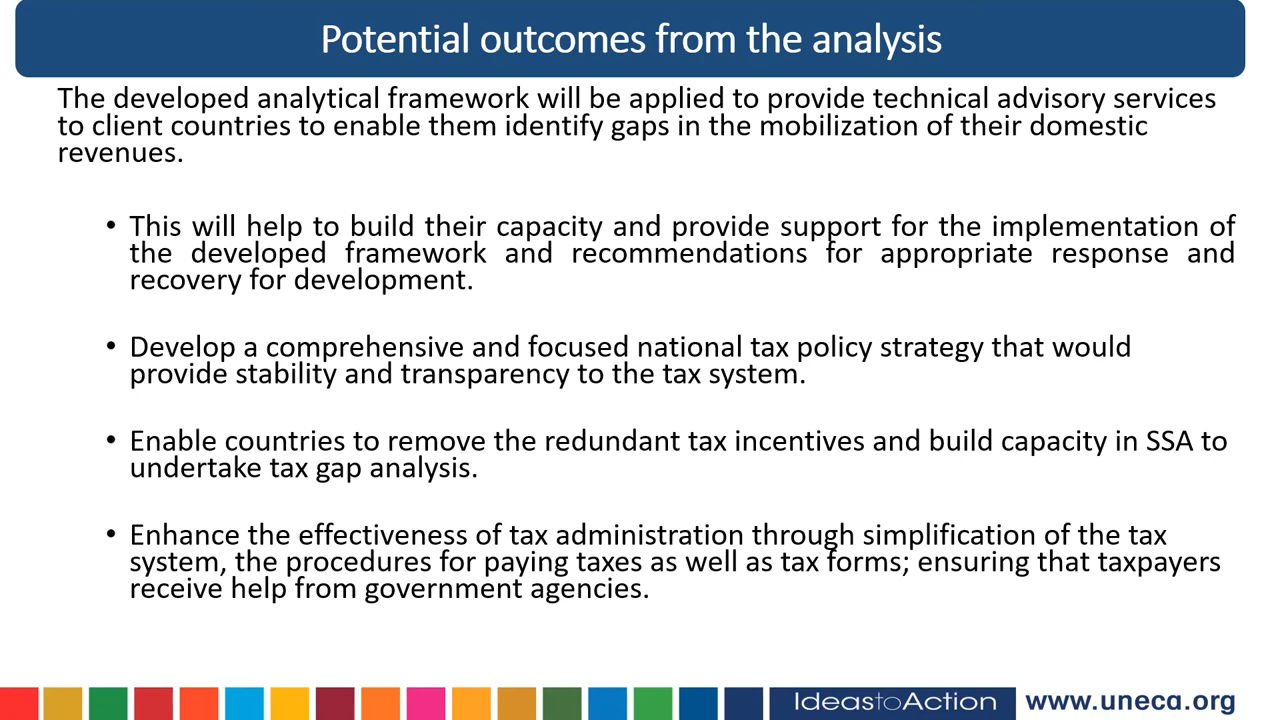 Potential outcomes from the analysis
The developed analytical framework will be applied to provide technical advisory services
to client countries to enable them identify gaps in the mobilization of their domestic
revenues.
• This will help to build their capacity and provide support for the implementation of
the developed framework and recommendations for appropriate response and
recovery for development.
• Develop a comprehensive and focused national tax policy strategy that would
provide stability and transparency to the tax system.
• Enable countries to remove the redundant tax incentives and build capacity in SSA to
undertake tax gap analysis.
• Enhance the effectiveness of tax administration through simplification of the tax
system, the procedures for paying taxes as well as tax forms; ensuring that taxpayers
receive help from government agencies.
IdeastoAction www.uneca.org